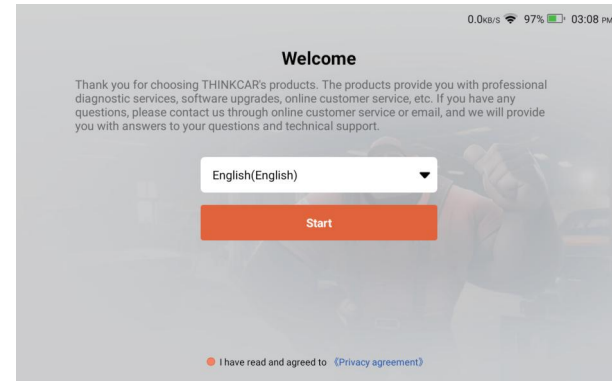 0.0KB/S 97% 03:08 PM
Welcome
Thank you for choosing THINKCAR's products. The products provide you with professional
diagnostic services, software upgrades, online customer service, etc. If you have any
questions, please contact us through online customer service or email, and we will provide
you with answers to your questions and technical support.
English(English)
Start
I have read and agreed to 《Privacy agreement》